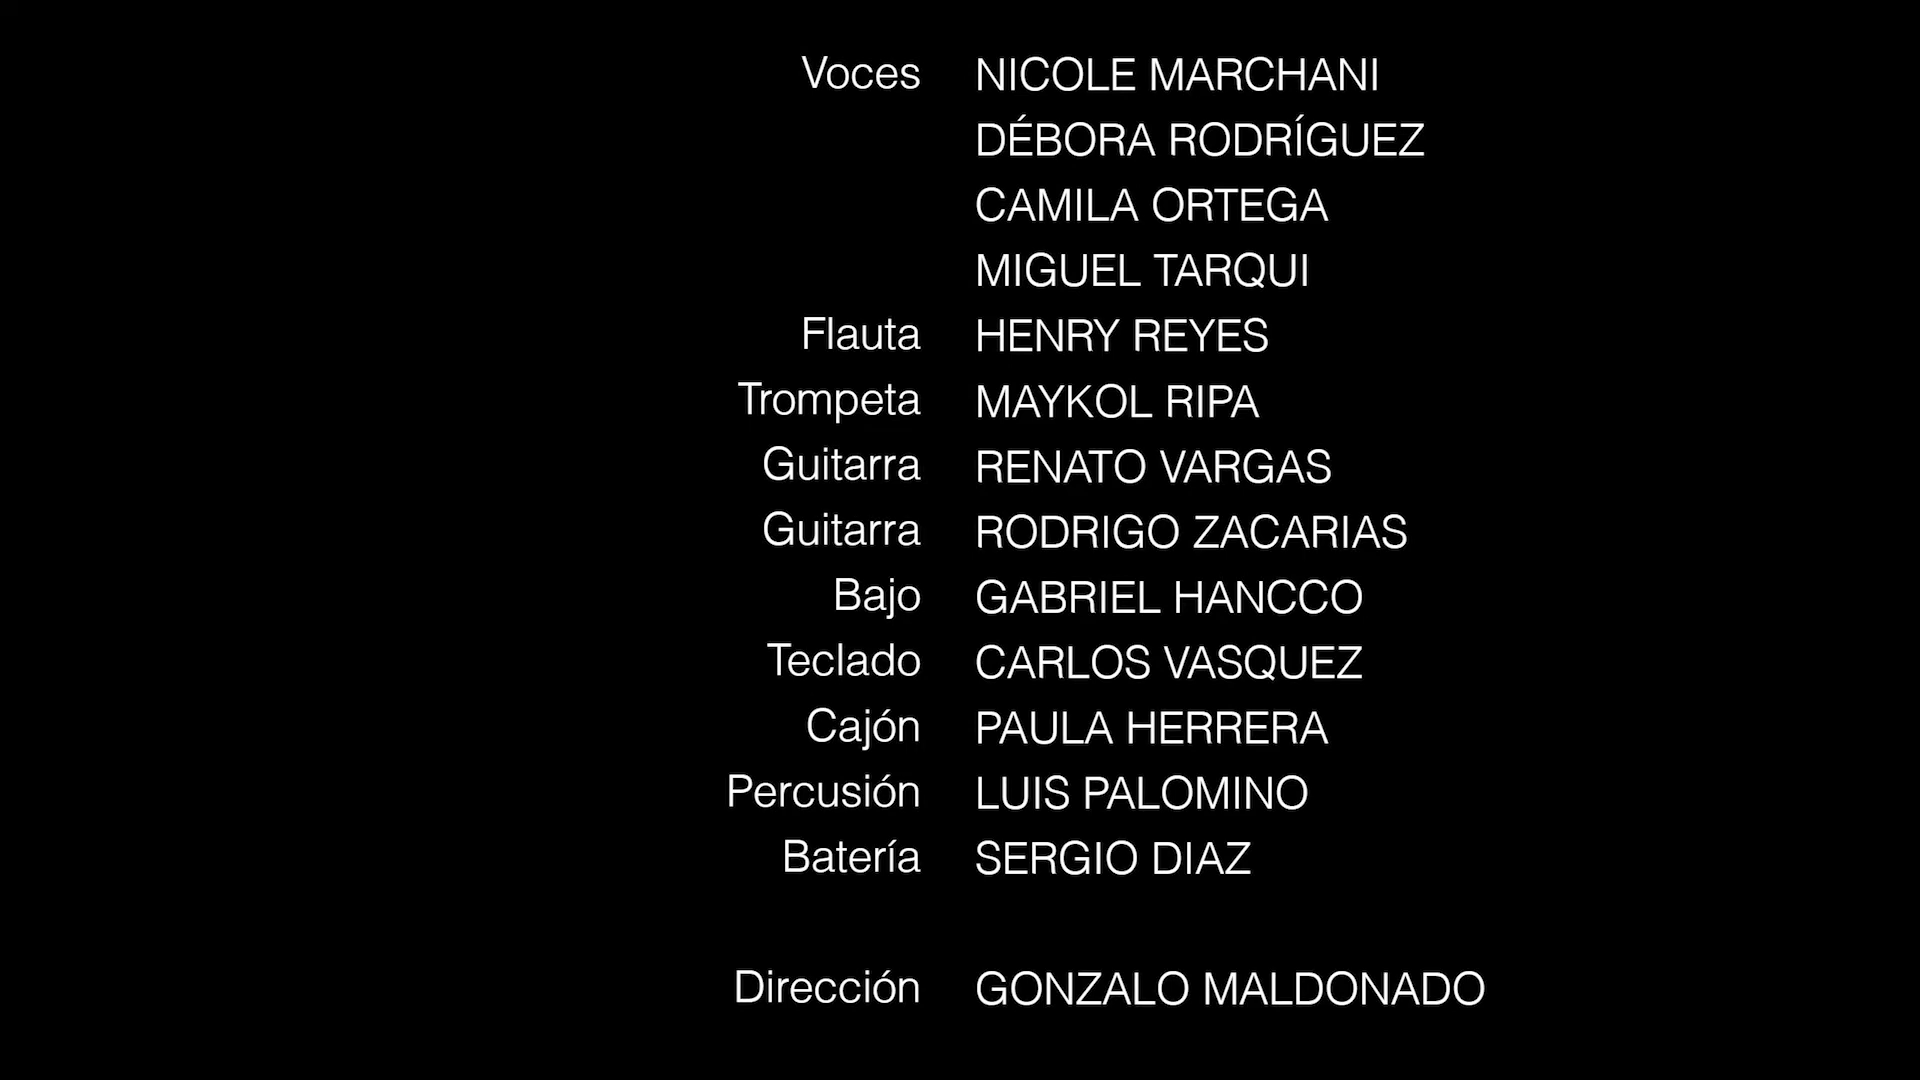 Voces NICOLE MARCHANI
DÉBORA RODRÍGUEZ
CAMILA ORTEGA
MIGUEL TARQUI
Flauta HENRY REYES
Trompeta MAYKOL RIPA
Guitarra RENATO VARGAS
Guitarra RODRIGO ZACARIAS
Bajo GABRIEL HANCCO
Teclado CARLOS VASQUEZ
Cajón PAULA HERRERA
Percusión LUIS PALOMINO
Batería SERGIO DIAZ
Dirección GONZALO MALDONADO